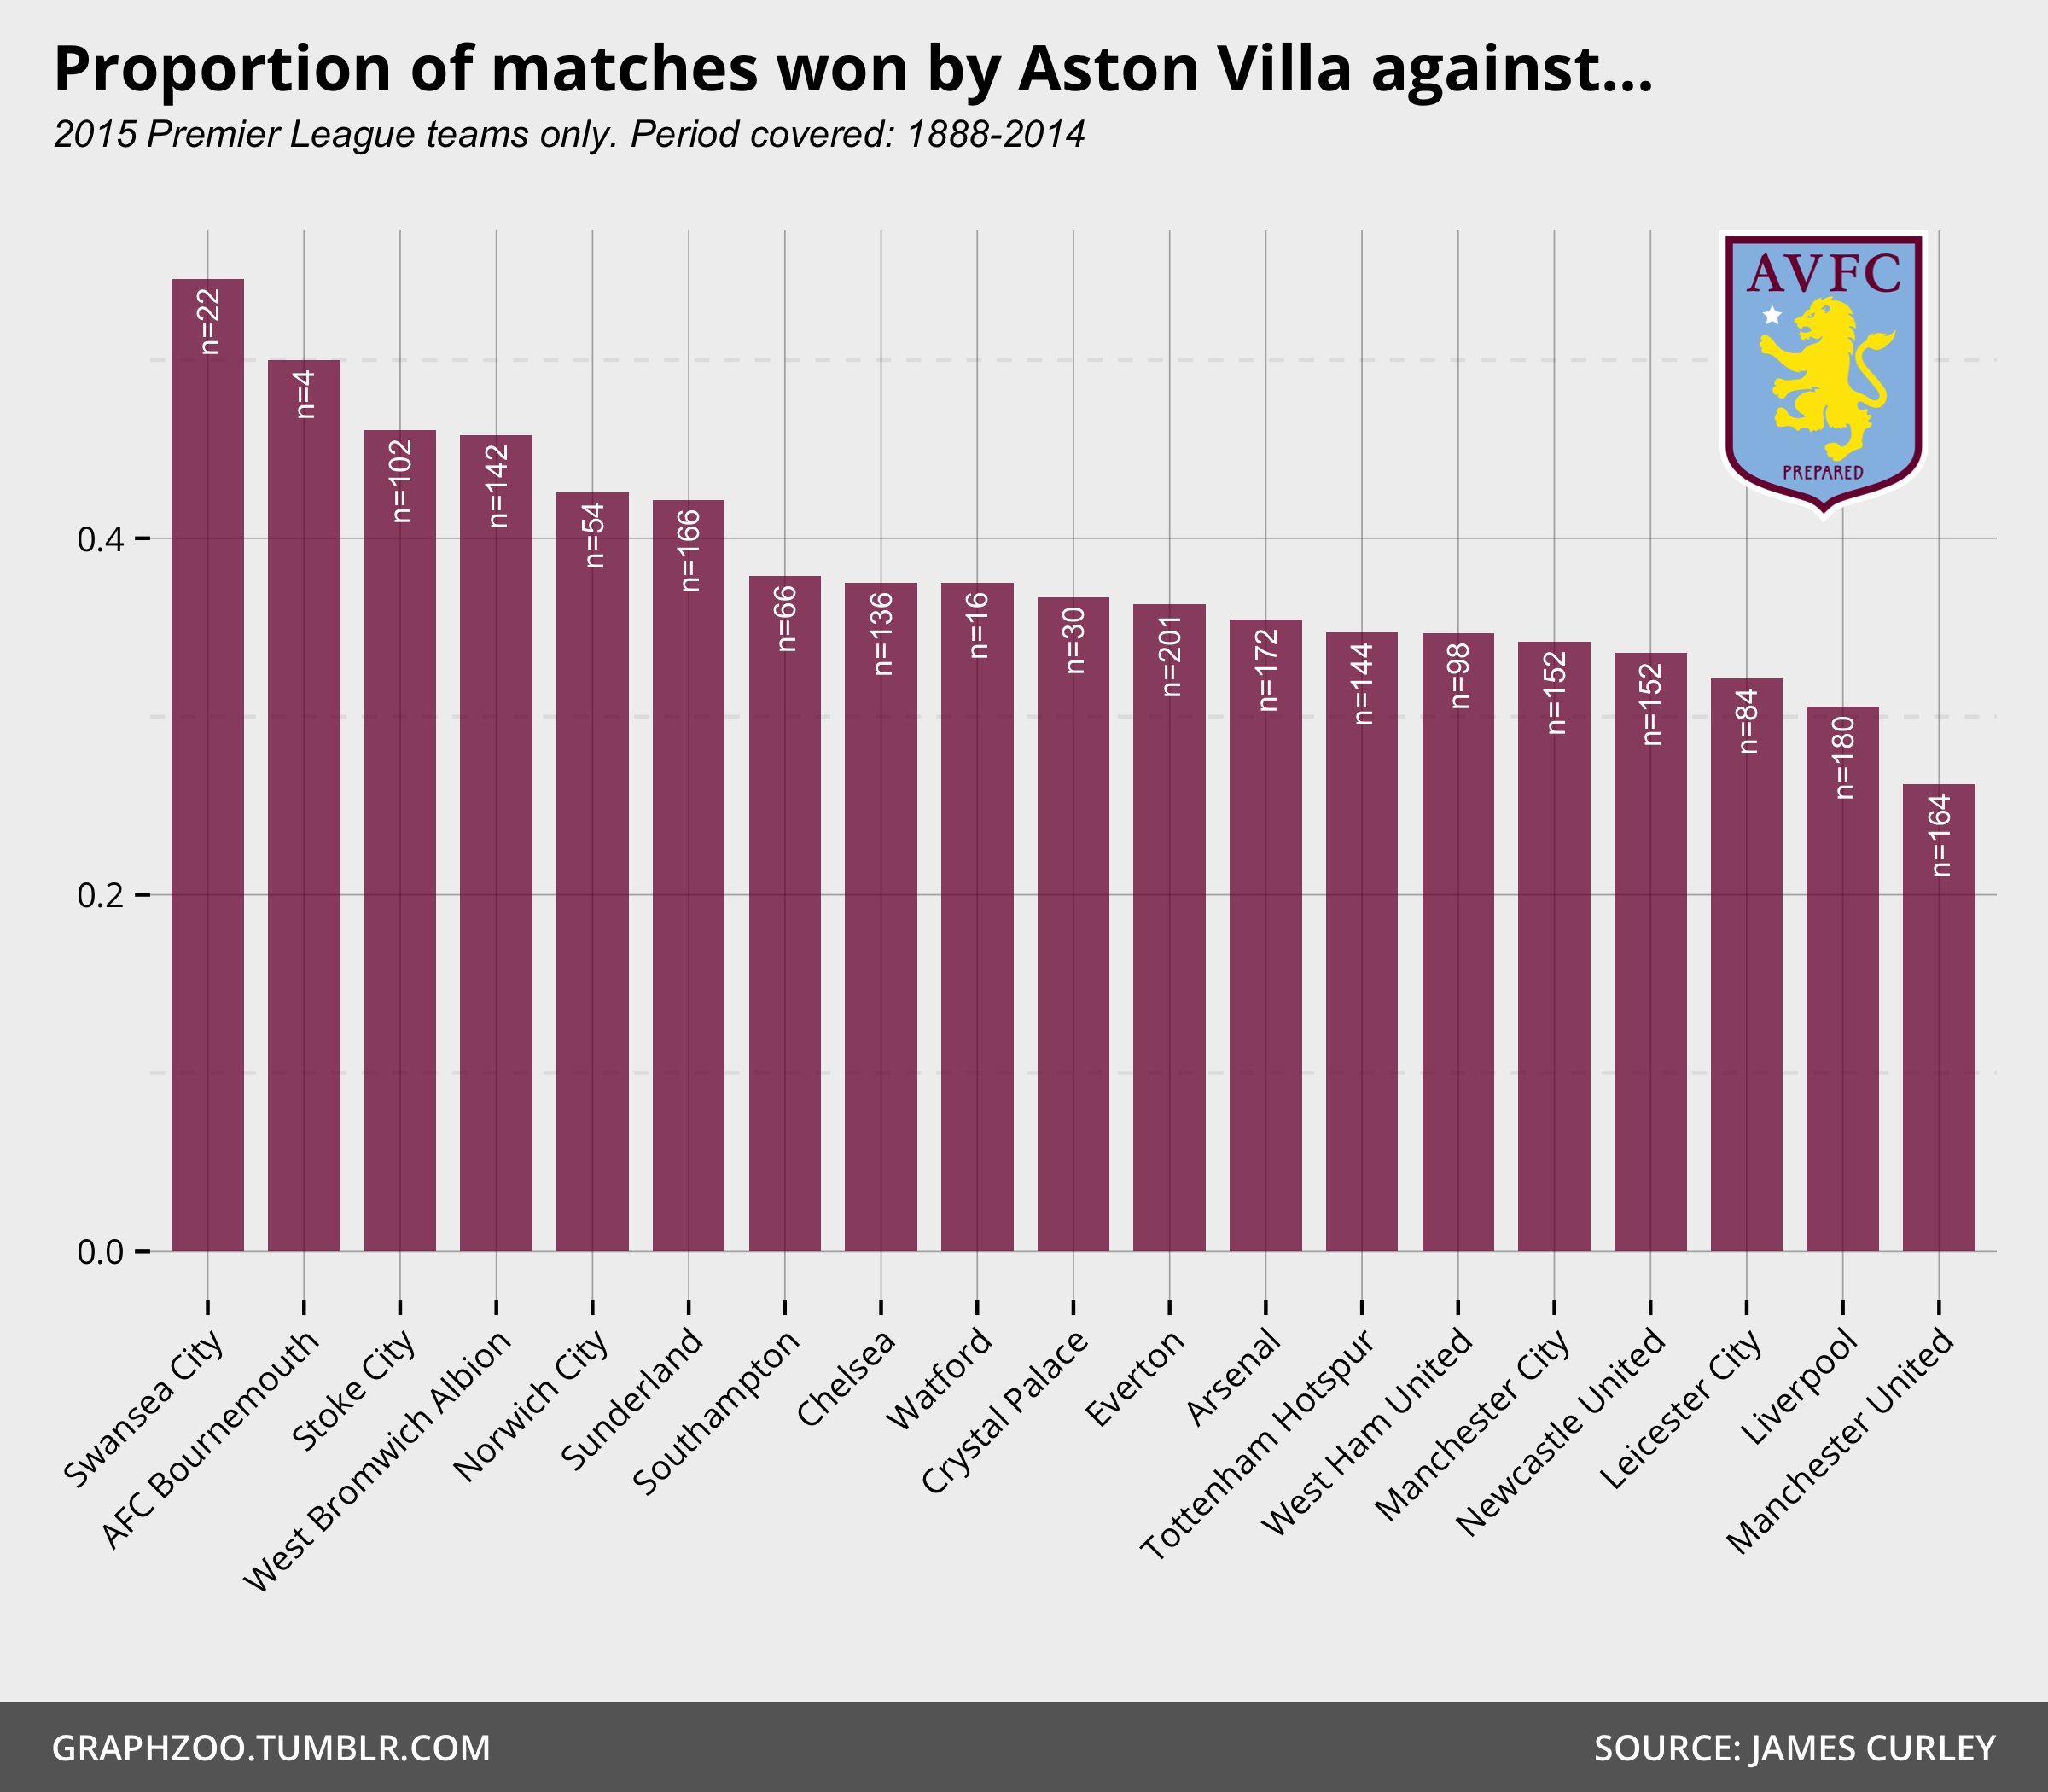 Proportion of matches won by Aston Villa against...
2015 Premier League teams only. Period covered: 1888-2014
AVFC
PREPARED
n=22
n=4
n=102
n=142
n=54
n=166
n=66
n=136
n=16
n=30
n=201
n=172
n=144
n=98
n=152
n=152
n=84
n=180
n=164
0.4
0.2
0.0
Swansea City
AFC Bournemouth
Stoke City
West Bromwich Albion
Norwich City
Sunderland
Southampton
Chelsea
Watford
Crystal Palace
Everton
Arsenal
Tottenham Hotspur
West Ham United
Manchester City
Newcastle United
Leicester City
Liverpool
Manchester United
GRAPHZOO.TUMBLR.COM
SOURCE: JAMES CURLEY